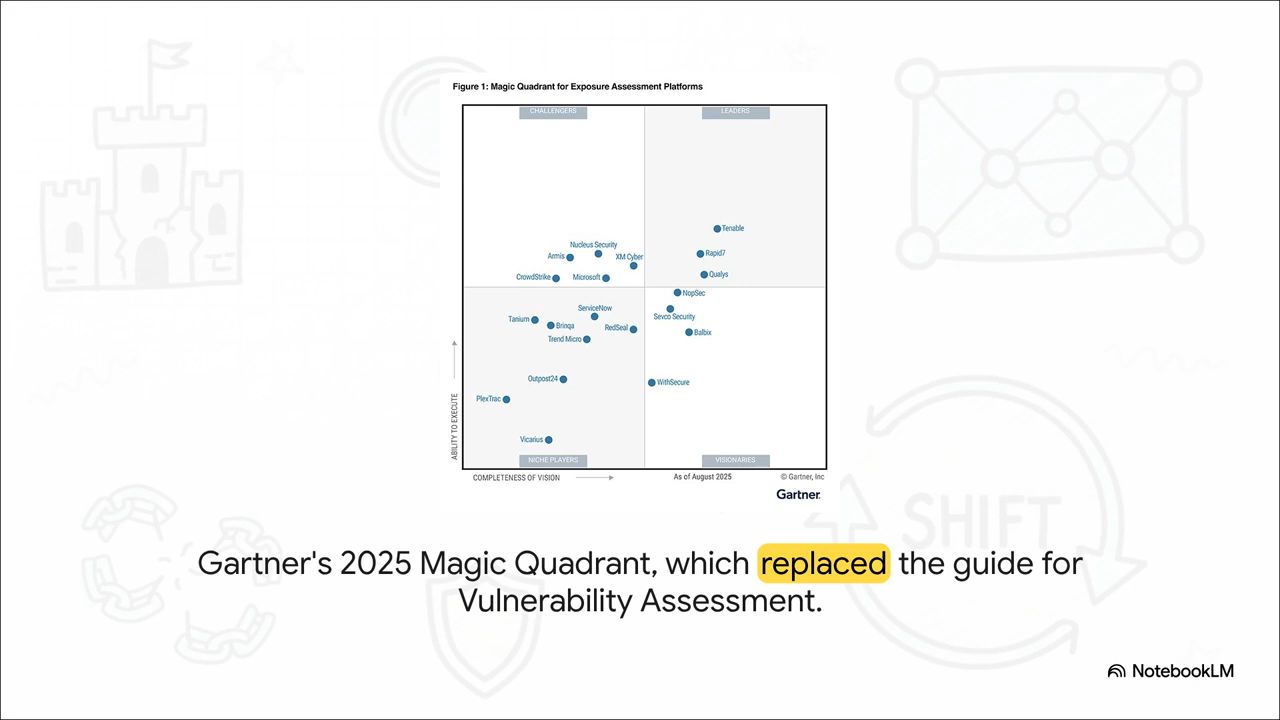 Figure 1: Magic Quadrant for Exposure Assessment Platforms
CHALLENGERS
LEADERS
Tenable
Nucleus Security
Rapid7
Armis
XM Cyber
CrowdStrike
Microsoft
Qualys
NopSec
ServiceNow
Sevco Security
Tanium
Brinqa
RedSeal
Balbix
Trend Micro
Outpost24
WithSecure
PlexTrac
Vicarius
ABILITY TO EXECUTE
NICHE PLAYERS
VISIONARIES
COMPLETENESS OF VISION
As of August 2025
© Gartner, Inc
Gartner
SHIFT
Gartner's 2025 Magic Quadrant, which replaced the guide for
Vulnerability Assessment.
NotebookLM